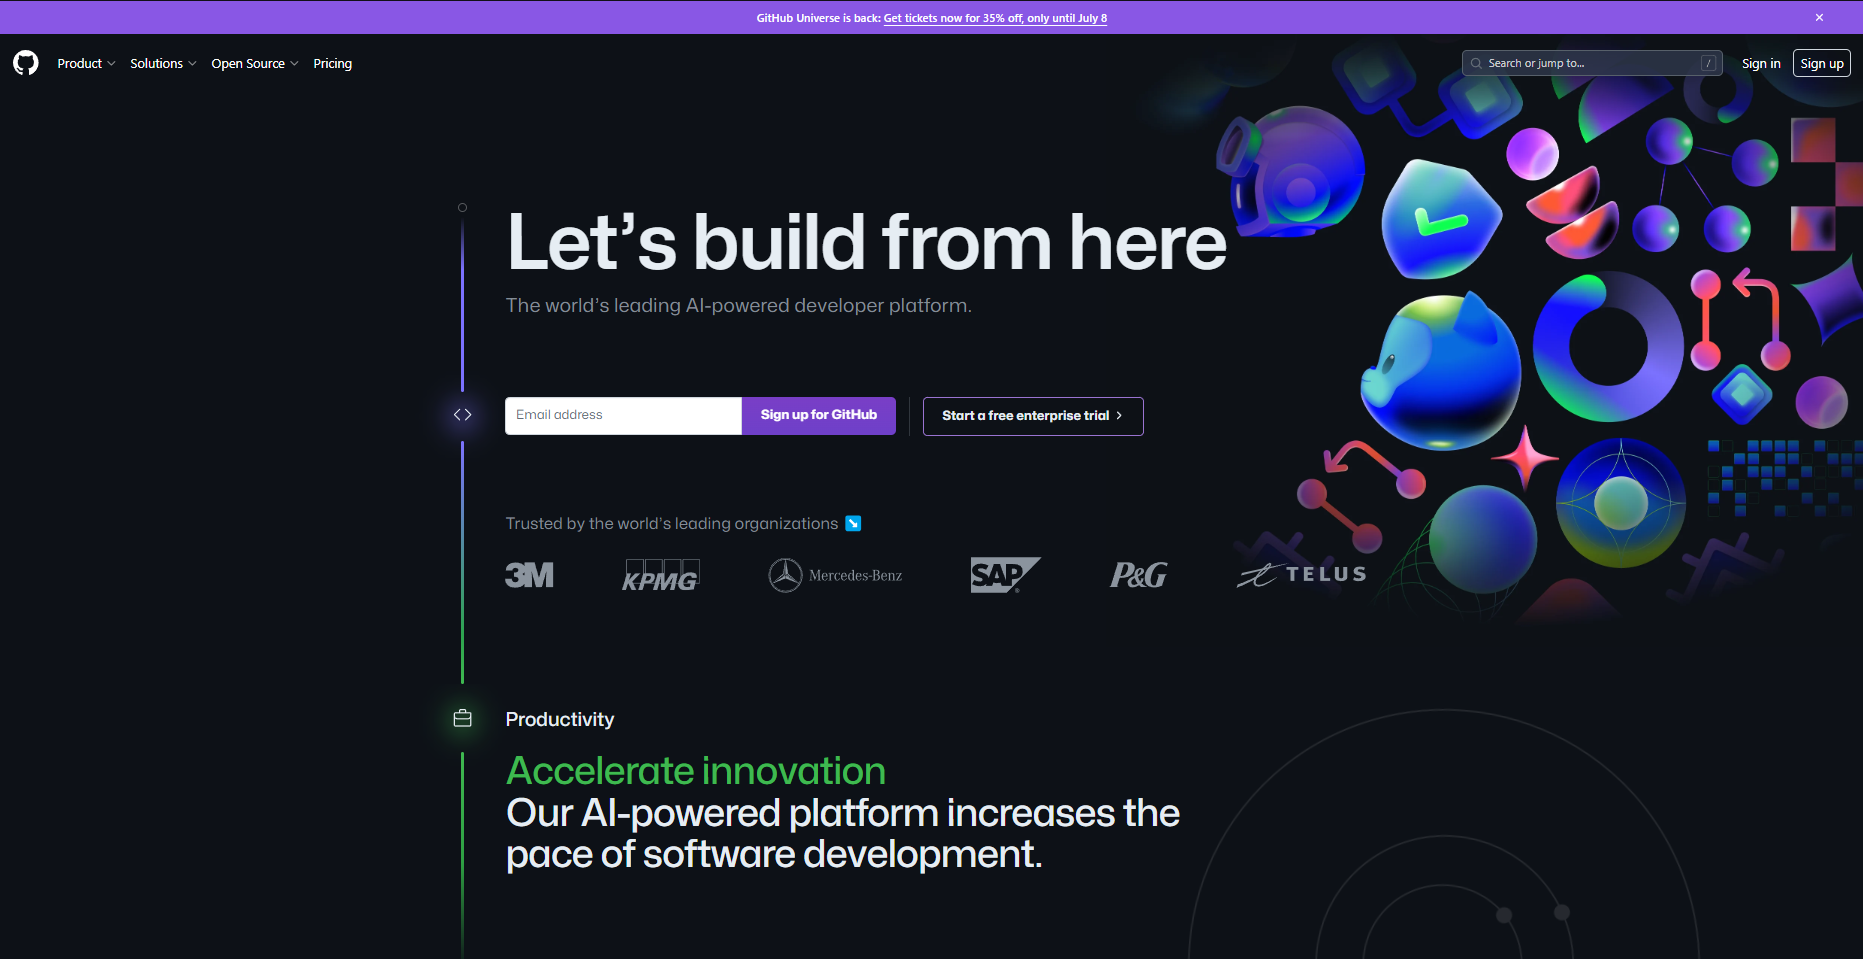 GitHub Universe is back: Get tickets now for 35% off, only until July 8
Product Solutions Open Source Pricing
Search or jump to... /
Sign in Sign up
Let’s build from here
The world’s leading AI-powered developer platform.
Email address Sign up for GitHub Start a free enterprise trial
Trusted by the world’s leading organizations
3M KPMG Mercedes-Benz SAP P&G TELUS
Productivity
Accelerate innovation
Our AI-powered platform increases the
pace of software development.